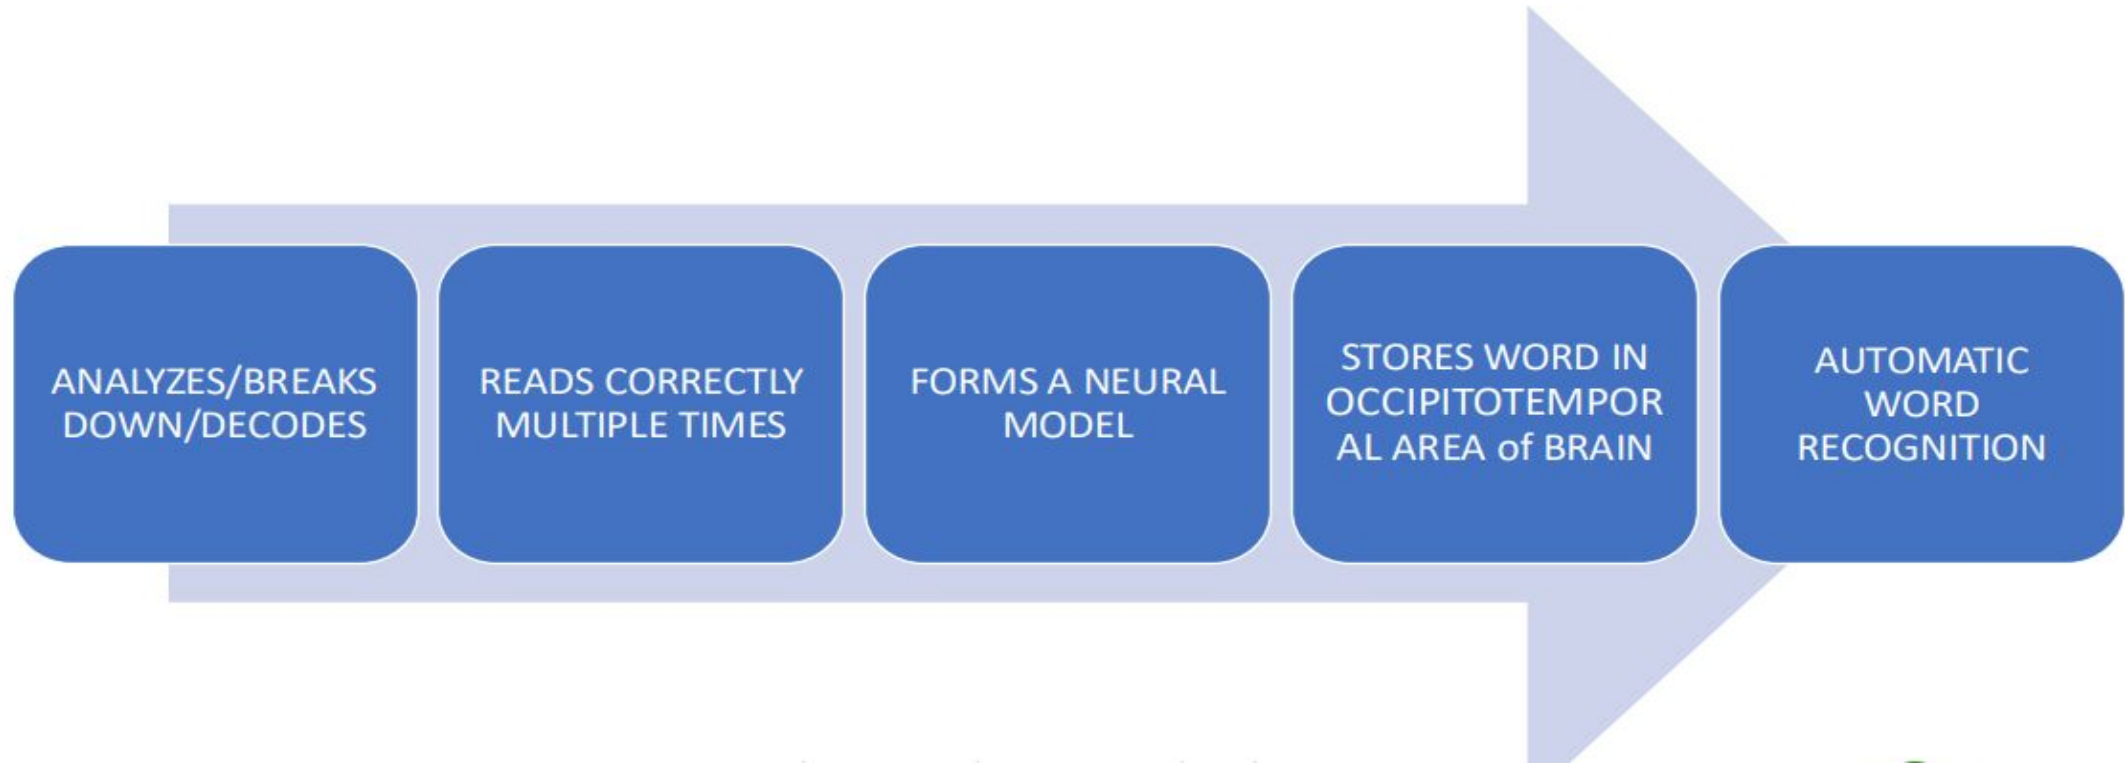 ANALYZES/BREAKS
DOWN/DECODES
READS CORRECTLY
MULTIPLE TIMES
FORMS A NEURAL
MODEL
STORES WORD IN
OCCIPITOTEMPOR
AL AREA of BRAIN
AUTOMATIC
WORD
RECOGNITION